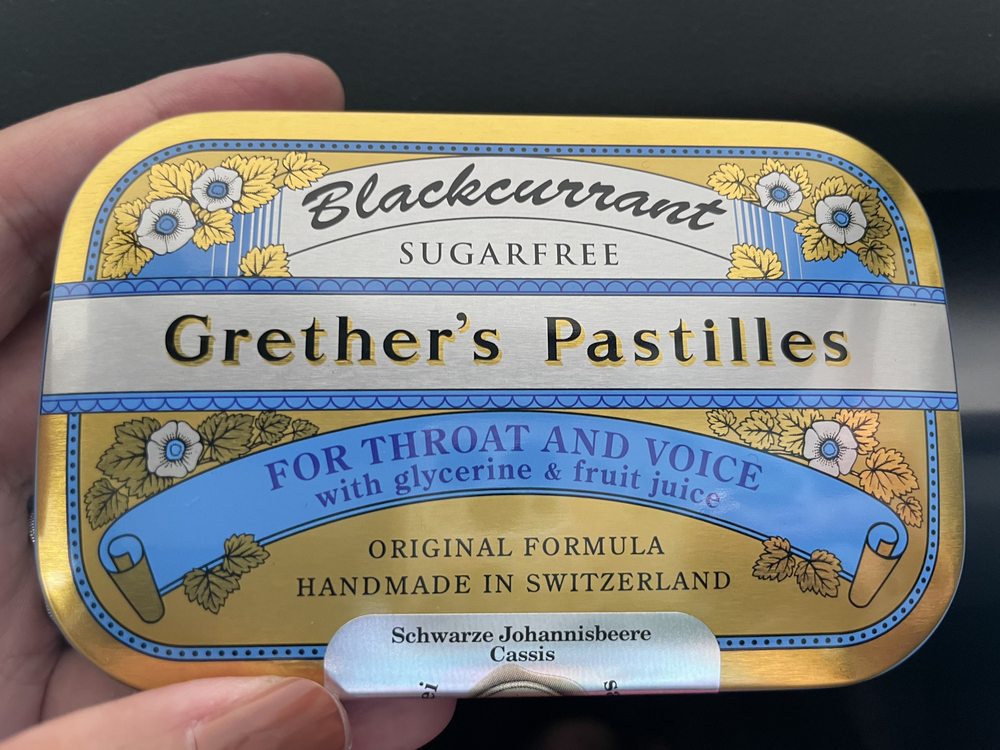 Blackcurrant
SUGARFREE
Grether's Pastilles
FOR THROAT AND VOICE
with glycerine & fruit juice
ORIGINAL FORMULA
HANDMADE IN SWITZERLAND
Schwarze Johannisbeere
Cassis